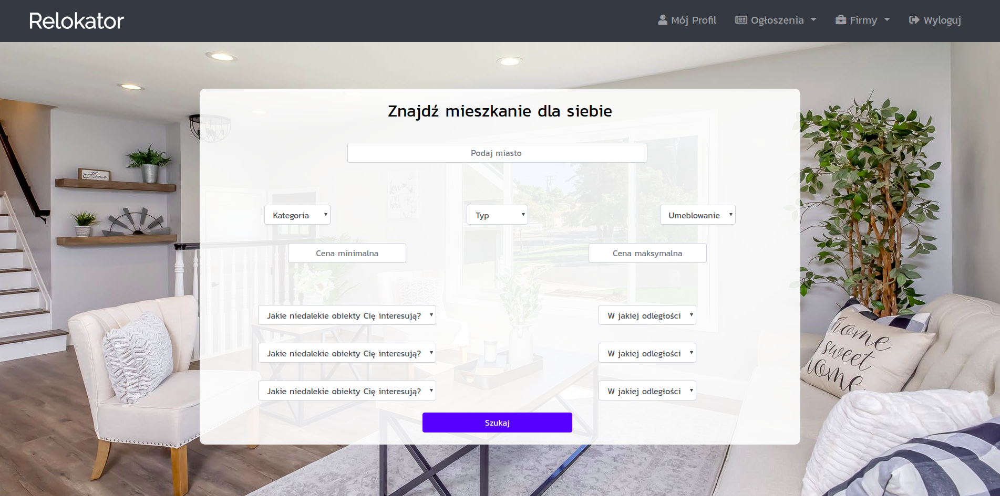 Relokator
Mój Profil Ogłoszenia Firmy Wyloguj
Znajdź mieszkanie dla siebie
Podaj miasto
Kategoria Typ Umeblowanie
Cena minimalna Cena maksymalna
Jakie niedalekie obiekty Cię interesują? W jakiej odległości
Jakie niedalekie obiekty Cię interesują? W jakiej odległości
Jakie niedalekie obiekty Cię interesują? W jakiej odległości
Szukaj
Home
home
sweet
home